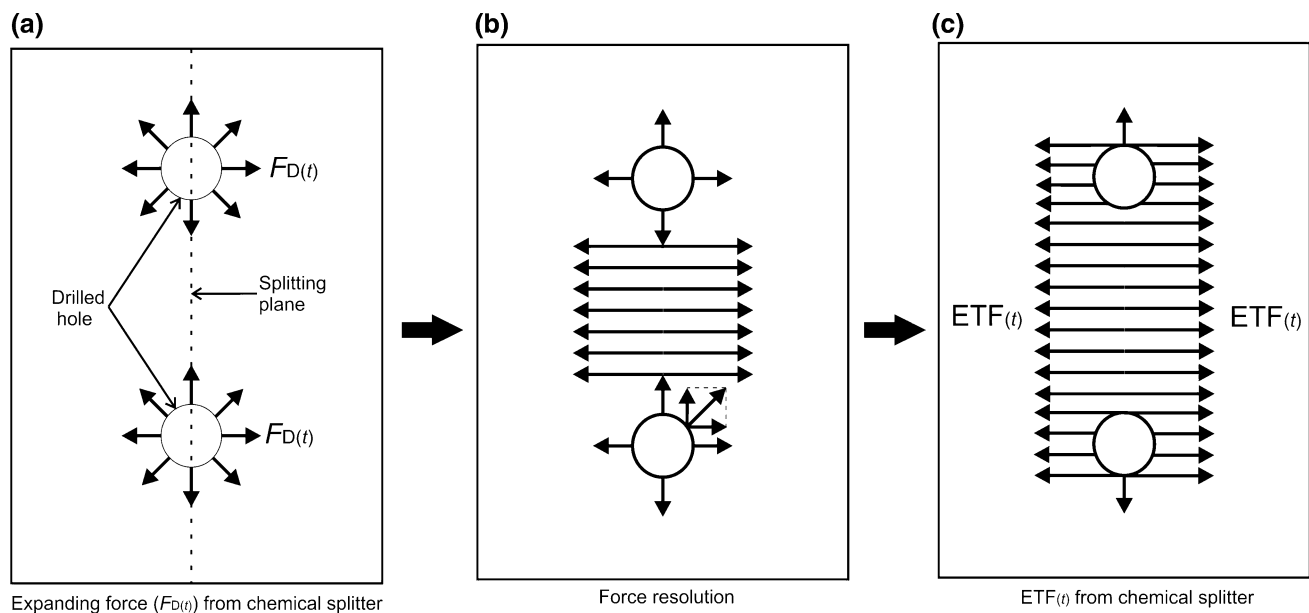 (a)
(b)
(c)
FD(t)
Splitting
plane
Drilled
hole
FD(t)
ETF(t)
ETF(t)
Expanding force (FD(t)) from chemical splitter
Force resolution
ETF(t) from chemical splitter